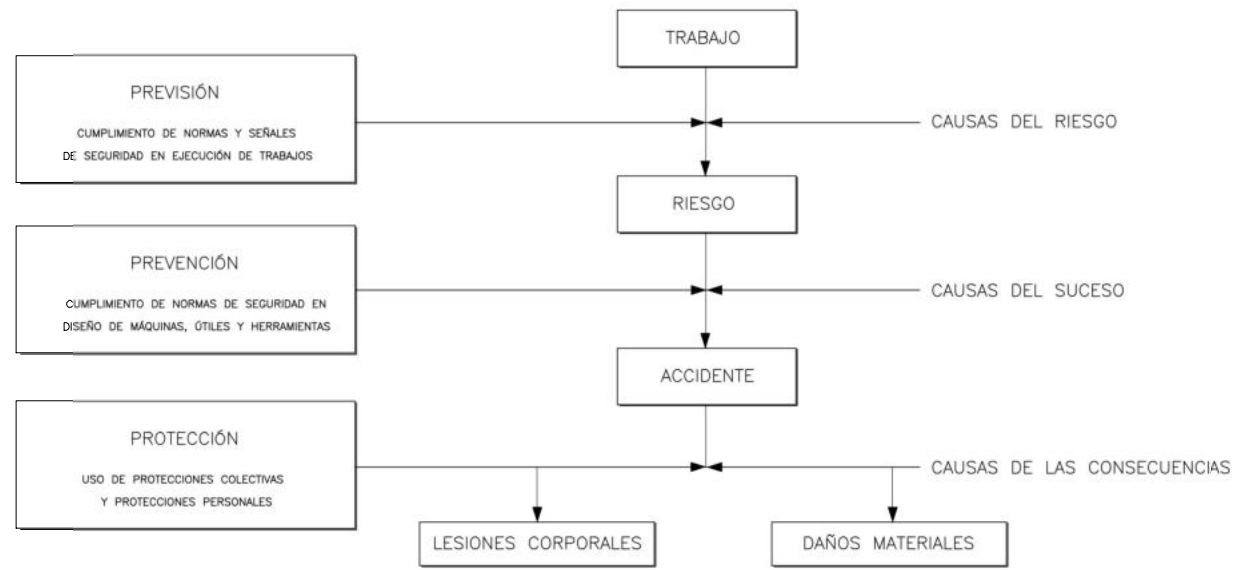 TRABAJO
PREVISIÓN
CUMPLIMIENTO DE NORMAS Y SEÑALES
DE SEGURIDAD EN EJECUCIÓN DE TRABAJOS
CAUSAS DEL RIESGO
RIESGO
PREVENCIÓN
CUMPLIMIENTO DE NORMAS DE SEGURIDAD EN
DISEÑO DE MÁQUINAS, ÚTILES Y HERRAMIENTAS
CAUSAS DEL SUCESO
ACCIDENTE
PROTECCIÓN
USO DE PROTECCIONES COLECTIVAS
Y PROTECCIONES PERSONALES
CAUSAS DE LAS CONSECUENCIAS
LESIONES CORPORALES
DAÑOS MATERIALES